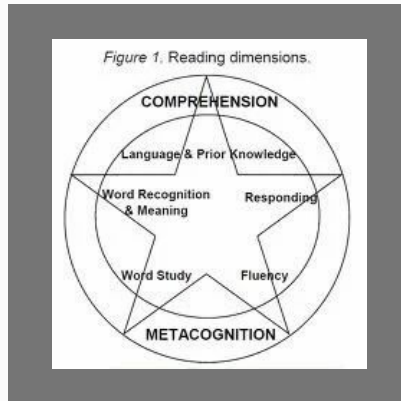 Figure 1. Reading dimensions.
COMPREHENSION
Language & Prior Knowledge
Word Recognition
& Meaning
Responding
Word Study
Fluency
METACOGNITION